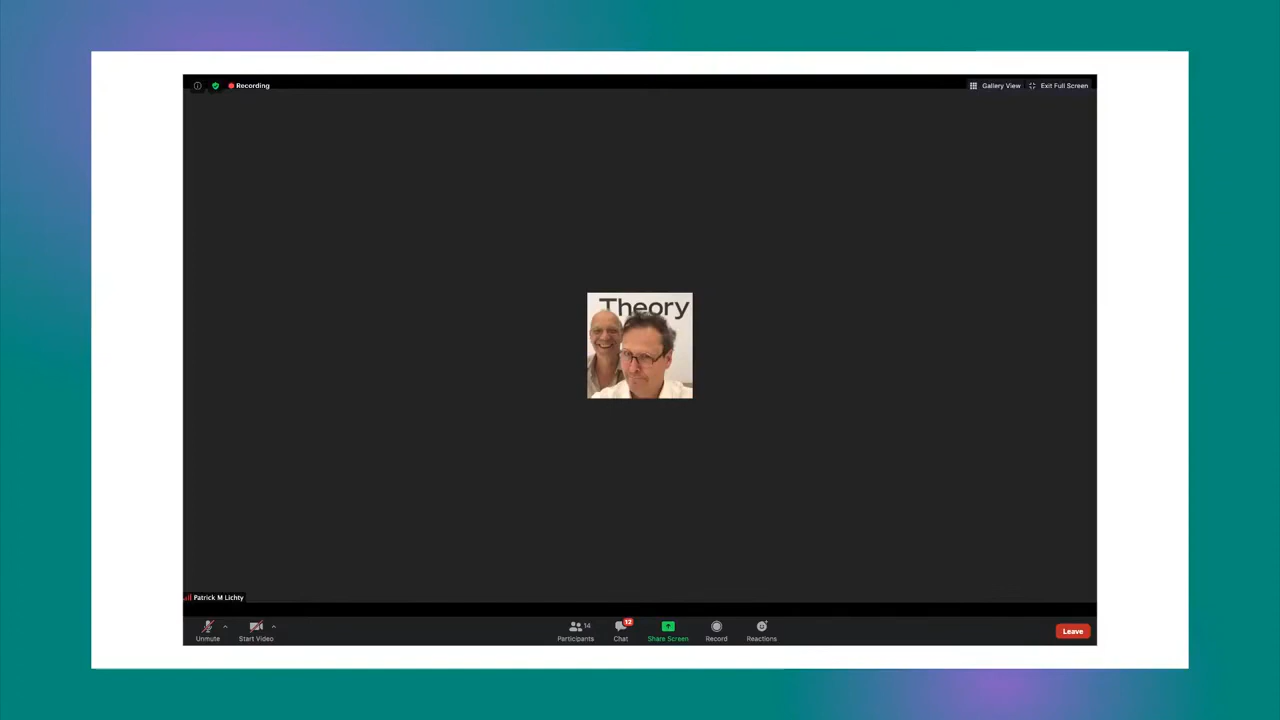 Recording
Gallery View
Exit Full Screen
Theory
Patrick M Lichty
Unmute
Start Video
Participants
14
Chat
12
Share Screen
Record
Reactions
Leave